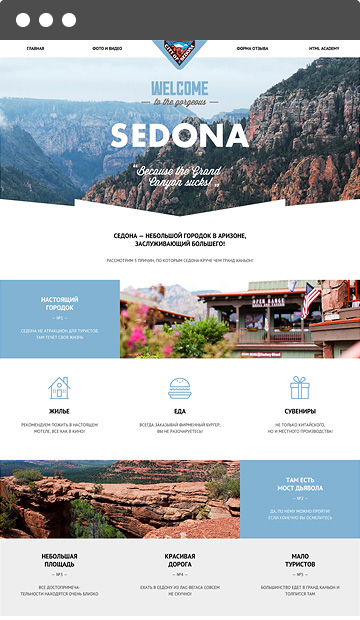 ГЛАВНАЯ ФОТО И ВИДЕО ФОРМА ОТЗЫВА HTML ACADEMY
WELCOME
to the gorgeous
SEDONA
“Because the Grand
Canyon sucks!”
СЕДОНА — НЕБОЛЬШОЙ ГОРОДОК В АРИЗОНЕ,
ЗАСЛУЖИВАЮЩИЙ БОЛЬШЕГО!
РАССМОТРИМ 5 ПРИЧИН, ПО КОТОРЫМ СЕДОНА КРУЧЕ ЧЕМ ГРАНД КАНЬОН!
НАСТОЯЩИЙ
ГОРОДОК
— №1 —
СЕДОНА НЕ АТТРАКЦИОН ДЛЯ ТУРИСТОВ,
ТАМ ТЕЧЕТ СВОЯ ЖИЗНЬ
OPEN RANGE
ЖИЛЬЕ
РЕКОМЕНДУЕМ ПОЖИТЬ В НАСТОЯЩЕМ
МОТЕЛЕ, ВСЕ КАК В КИНО!
ЕДА
ВСЕГДА ЗАКАЗЫВАЙ ФИРМЕННЫЙ БУРГЕР,
ВЫ НЕ РАЗОЧАРУЕТЕСЬ!
СУВЕНИРЫ
НЕ ТОЛЬКО КИТАЙСКОГО,
НО И МЕСТНОГО ПРОИЗВОДСТВА!
ТАМ ЕСТЬ
МОСТ ДЬЯВОЛА
— №2 —
ДА, ПО НЕМУ МОЖНО ПРОЙТИ!
ЕСЛИ КОНЕЧНО ВЫ ОСМЕЛИТЕСЬ
НЕБОЛЬШАЯ
ПЛОЩАДЬ
— №3 —
ВСЕ ДОСТОПРИМЕЧА-
ТЕЛЬНОСТИ НАХОДЯТСЯ ОЧЕНЬ БЛИЗКО
КРАСИВАЯ
ДОРОГА
— №4 —
ЕХАТЬ В СЕДОНУ ИЗ ЛАС-ВЕГАСА СОВСЕМ
НЕ СКУЧНО!
МАЛО
ТУРИСТОВ
— №5 —
БОЛЬШИНСТВО ЕДЕТ В ГРАНД КАНЬОН И
ТОЛПИТСЯ ТАМ